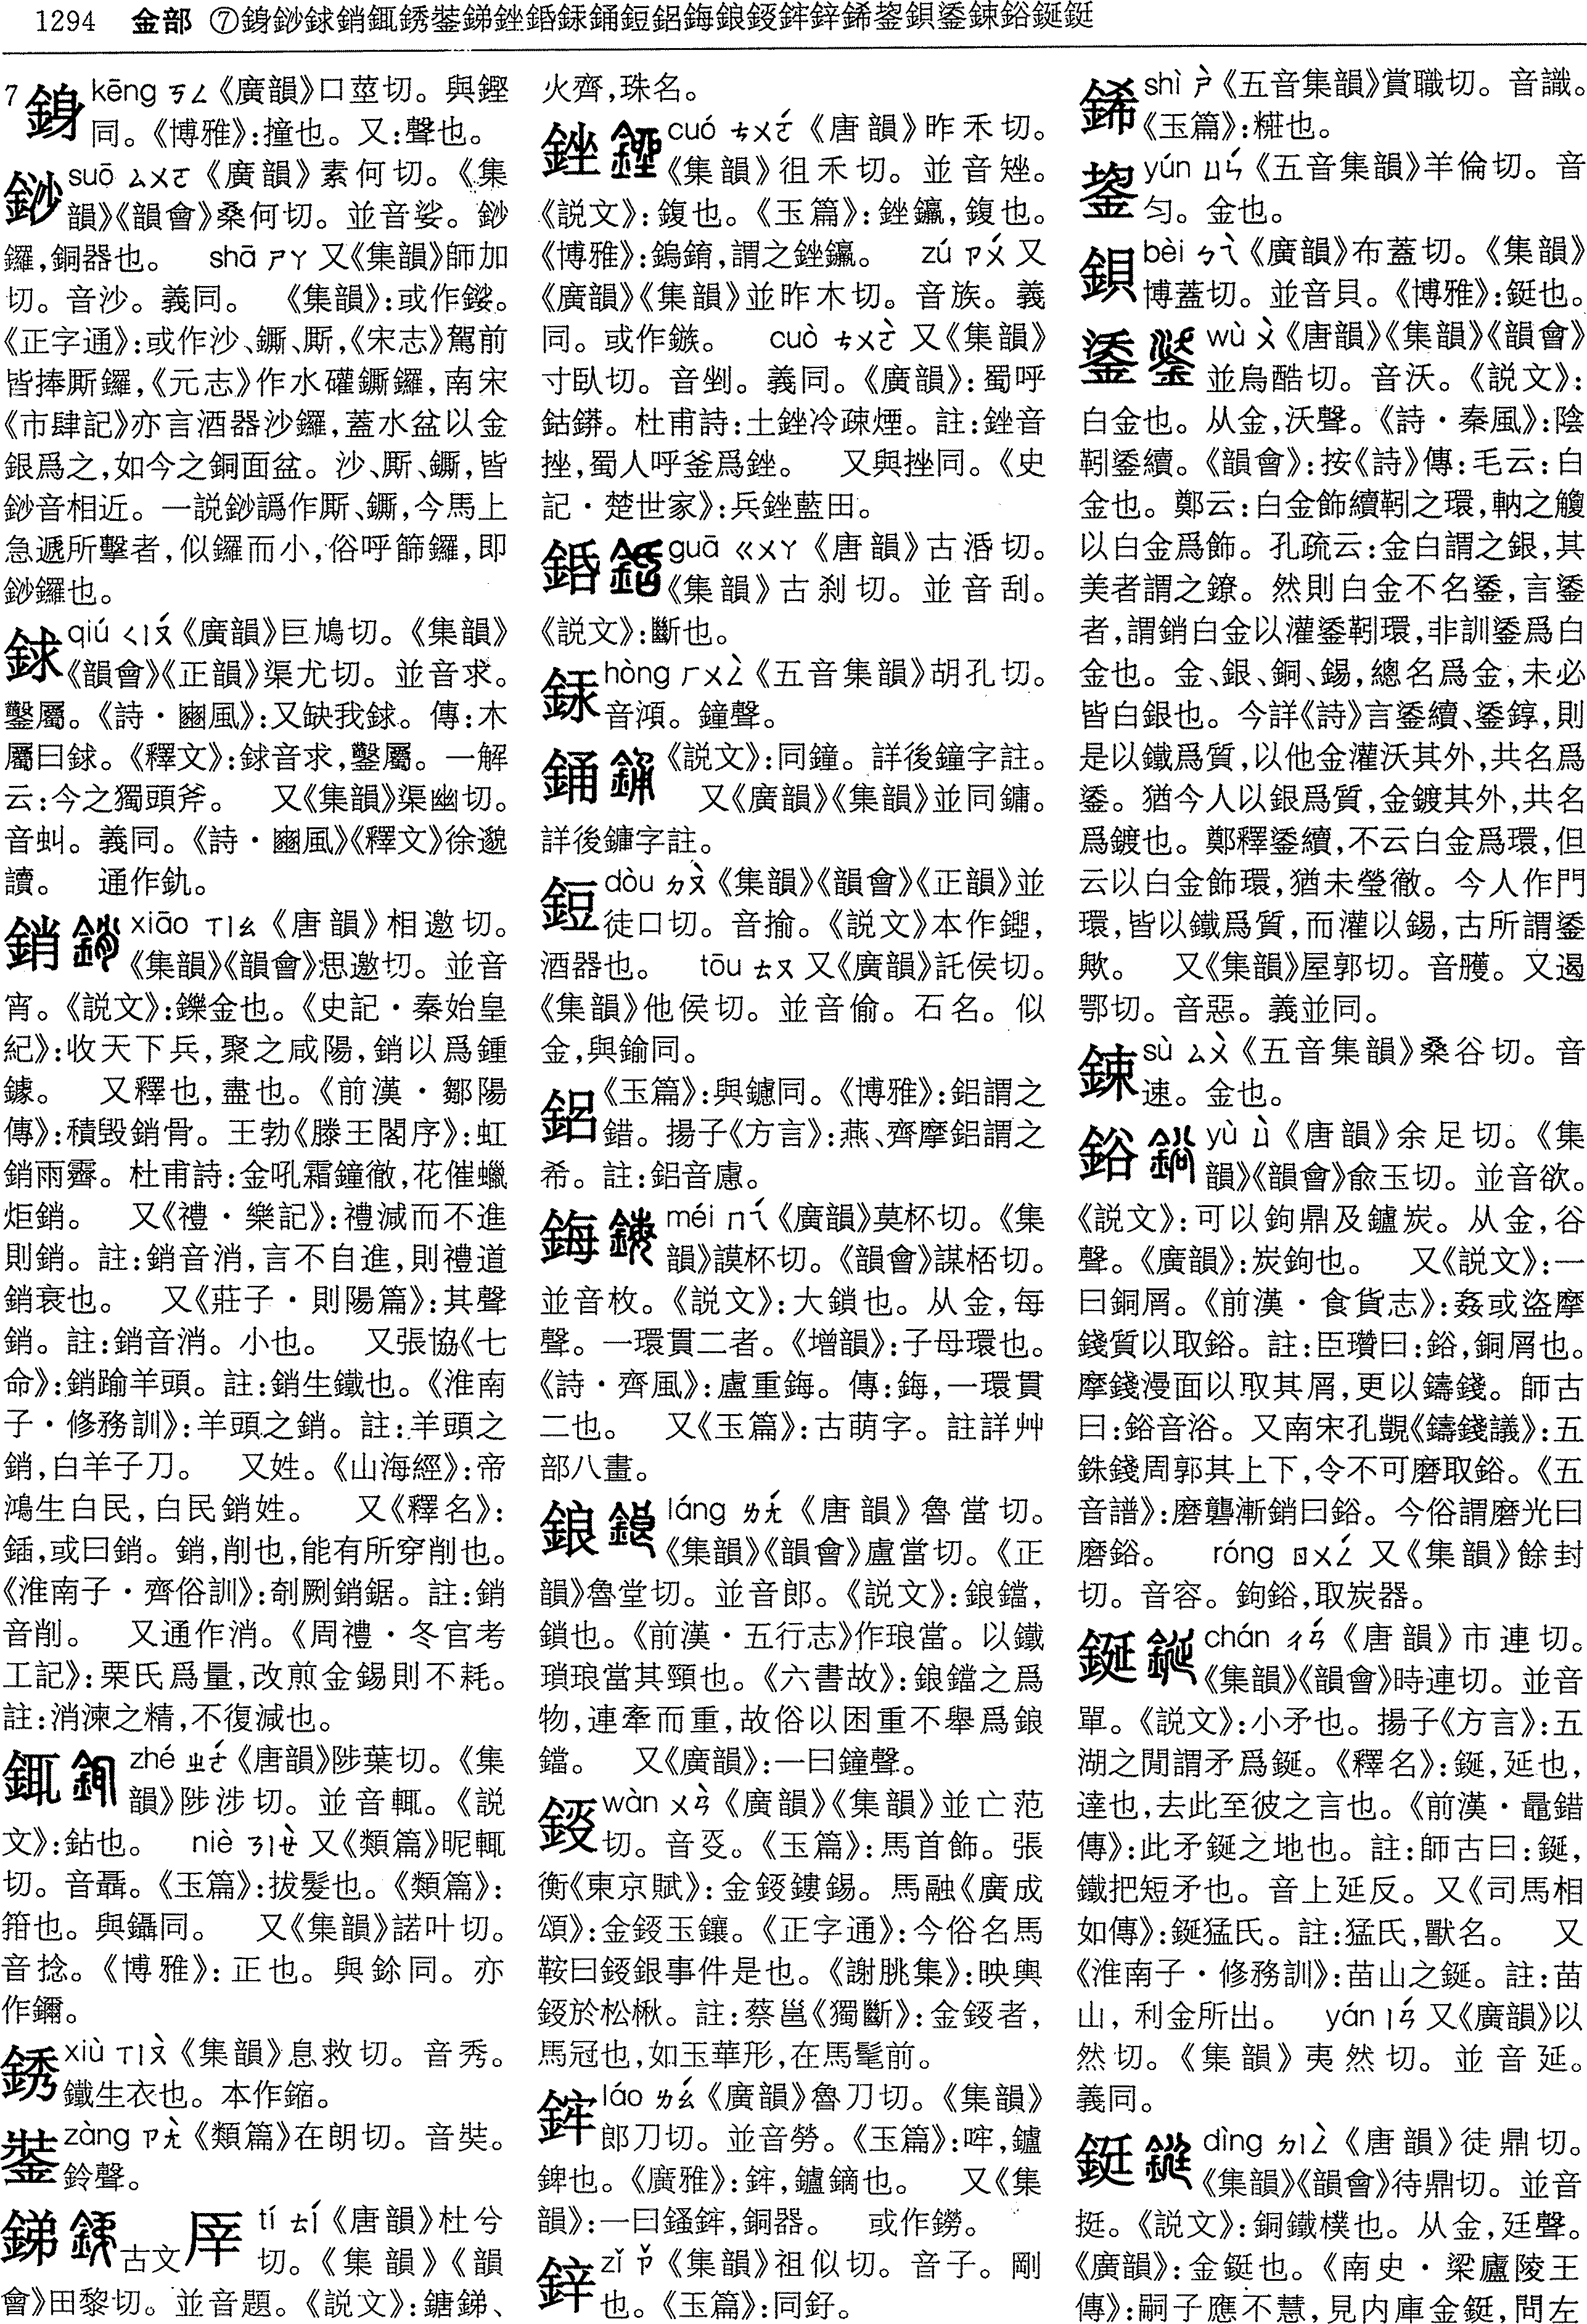 1294 金部 ⑦鋗鈔銶銷銸銹鏧銻銼銽銾鋪鋀鋁鋂鋃鋄鉾鋅鋖鋆鋇鋈鋉鋊鋋鋌
7 kēng ㄎㄥ《廣韻》口莖切。與鏗
同。《博雅》:撞也。又:聲也。
suō ㄙㄨㄛ《廣韻》素何切。《集
韻》《韻會》桑何切。並音娑。
鑼,銅器也。 shā ㄕㄚ 又《集韻》師加
切。音沙。義同。 《集韻》:或作
《正字通》:或作沙、鐁、厮,《宋志》駕前
皆捧厮鑼,《元志》作水罐鐁鑼,南宋
《市肆記》亦言酒器沙鑼,蓋水盆以金
銀爲之,如今之銅面盆。沙、厮、鐁,皆
音相近。一説譌作厮、鐁,今馬上
急遞所擊者,似鑼而小,俗呼篩鑼,即
鑼也。
銶 qiú ㄑㄧㄡˊ《廣韻》巨鳩切。《集韻》
《韻會》《正韻》渠尤切。並音求。
鑿屬。《詩・豳風》:又缺我銶。傳:木
屬曰銶。《釋文》:銶音求,鑿屬。一解
云:今之獨頭斧。 又《集韻》渠幽切。
音虯。義同。《詩・豳風》《釋文》徐邈
讀。 通作釚。
銷 xiāo ㄒㄧㄠ《唐韻》相邀切。
《集韻》《韻會》思邀切。並音
宵。《説文》:鑠金也。《史記・秦始皇
紀》:收天下兵,聚之咸陽,銷以爲鍾
鐻。 又釋也,盡也。《前漢・鄒陽
傳》:積毀銷骨。王勃《滕王閣序》:虹
銷雨霽。杜甫詩:金吼霜鐘徹,花催蠟
炬銷。 又《禮・樂記》:禮減而不進
則銷。註:銷音消,言不自進,則禮道
銷衰也。 又《莊子・則陽篇》:其聲
銷。註:銷音消。小也。 又張協《七
命》:銷踰羊頭。註:銷生鐵也。《淮南
子・修務訓》:羊頭之銷。註:羊頭之
銷,白羊子刀。 又姓。《山海經》:帝
鴻生白民,白民銷姓。 又《釋名》:
鍤,或曰銷。銷,削也,能有所穿削也。
《淮南子・齊俗訓》:剞劂銷鋸。註:銷
音削。 又通作消。《周禮・冬官考
工記》:栗氏爲量,改煎金錫則不耗。
註:消湅之精,不復減也。
銸 zhé ㄓㄜˊ《唐韻》陟葉切。《集
韻》陟涉切。並音輒。《説
文》:鉆也。 niè ㄋㄧㄝˋ 又《類篇》昵輒
切。音聶。《玉篇》:拔髮也。《類篇》:
箝也。與鑷同。 又《集韻》諾叶切。
音捻。《博雅》:正也。與鈙同。亦
作鑈。
銹 xiù ㄒㄧㄡˋ《集韻》息救切。音秀。
鐵生衣也。本作鏥。
zàng ㄗㄤˋ《類篇》在朗切。音奘。
鈴聲。
銻 古文 tí ㄊㄧˊ《唐韻》杜兮
切。《集韻》《韻
會》田黎切。並音題。《説文》:鎕銻、
火齊,珠名。
銼 cuó ㄘㄨㄛˊ《唐韻》昨禾切。
《集韻》徂禾切。並音矬。
《説文》:鍑也。《玉篇》:銼鑹,鍑也。
《博雅》:鎢錥,謂之銼鑹。 zú ㄗㄨˊ 又
《廣韻》《集韻》並昨木切。音族。義
同。或作鏃。 cuò ㄘㄨㄛˋ 又《集韻》
寸臥切。音剉。義同。《廣韻》:蜀呼
鈷鏻。杜甫詩:土銼冷疎煙。註:銼音
挫,蜀人呼釜爲銼。 又與挫同。《史
記・楚世家》:兵銼藍田。
銽 guā ㄍㄨㄚ《唐韻》古湉切。
《集韻》古刹切。並音刮。
《説文》:斷也。
銾 hòng ㄏㄨㄥˋ《五音集韻》胡孔切。
音澒。鐘聲。
銿 《説文》:同鐘。詳後鐘字註。
又《廣韻》《集韻》並同鏞。
詳後鏞字註。
鋀 dòu ㄉㄡˋ《集韻》《韻會》《正韻》並
徒口切。音揄。《説文》本作鋞,
酒器也。 tōu ㄊㄡ 又《廣韻》託侯切。
《集韻》他侯切。並音偷。石名。似
金,與鍮同。
鋁 《玉篇》:與鑢同。《博雅》:鋁謂之
錯。揚子《方言》:燕、齊摩鋁謂之
希。註:鋁音慮。
鋂 méi ㄇㄟˊ《廣韻》莫杯切。《集
韻》謨杯切。《韻會》謀桮切。
並音枚。《説文》:大鎖也。从金,每
聲。一環貫二者。《增韻》:子母環也。
《詩・齊風》:盧重鋂。傳:鋂,一環貫
二也。 又《玉篇》:古萌字。註詳艸
部八畫。
鋃 láng ㄌㄤˊ《唐韻》魯當切。
《集韻》《韻會》盧當切。《正
韻》魯堂切。並音郎。《説文》:鋃鐺,
鎖也。《前漢・五行志》作琅當。以鐵
瑣琅當其頸也。《六書故》:鋃鐺之爲
物,連牽而重,故俗以困重不舉爲鋃
鐺。 又《廣韻》:一曰鐘聲。
鋄 wàn ㄨㄢˋ《廣韻》《集韻》並亡范
切。音㚇。《玉篇》:馬首飾。張
衡《東京賦》:金鋄鏤鍚。馬融《廣成
頌》:金鋄玉鑲。《正字通》:今俗名馬
鞍曰鋄銀事件是也。《謝朓集》:映輿
鋄於松楸。註:蔡邕《獨斷》:金鋄者,
馬冠也,如玉華形,在馬髦前。
láo ㄌㄠˊ《廣韻》魯刀切。《集韻》
郎刀切。並音勞。《玉篇》:哰,鑪
錍也。《廣雅》:,鑪鏑也。 又《集
韻》:一曰鎑,銅器。 或作鐒。
鋅 zǐ ㄗˇ《集韻》祖似切。音子。剛
也。《玉篇》:同釨。
鋖 shì ㄕˋ《五音集韻》賞職切。音識。
《玉篇》:糚也。
鋆 yún ㄩㄣˊ《五音集韻》羊倫切。音
匀。金也。
鋇 bèi ㄅㄟˋ《廣韻》布蓋切。《集韻》
博蓋切。並音貝。《博雅》:鋌也。
鋈 wù ㄨˋ《唐韻》《集韻》《韻會》
並烏酷切。音沃。《説文》:
白金也。从金,沃聲。《詩・秦風》:陰
靷鋈續。《韻會》:按《詩》傳:毛云:白
金也。鄭云:白金飾續靷之環,軜之觼
以白金爲飾。孔疏云:金白謂之銀,其
美者謂之鐐。然則白金不名鋈,言鋈
者,謂銷白金以灌鋈靷環,非訓鋈爲白
金也。金、銀、銅、錫,總名爲金,未必
皆白銀也。今詳《詩》言鋈續、鋈錞,則
是以鐵爲質,以他金灌沃其外,共名爲
鋈。猶今人以銀爲質,金鍍其外,共名
爲鍍也。鄭釋鋈續,不云白金爲環,但
云以白金飾環,猶未瑩徹。今人作門
環,皆以鐵爲質,而灌以錫,古所謂鋈
歟。 又《集韻》屋郭切。音臒。又遏
鄂切。音惡。義並同。
鋉 sù ㄙㄨˋ《五音集韻》桑谷切。音
速。金也。
鋊 yù ㄩˋ《唐韻》余足切。《集
韻》《韻會》兪玉切。並音欲。
《説文》:可以鉤鼎及鑪炭。从金,谷
聲。《廣韻》:炭鉤也。 又《説文》:一
曰銅屑。《前漢・食貨志》:姦或盜摩
錢質以取鋊。註:臣瓚曰:鋊,銅屑也。
摩錢漫面以取其屑,更以鑄錢。師古
曰:鋊音浴。又南宋孔覬《鑄錢議》:五
銖錢周郭其上下,令不可磨取鋊。《五
音譜》:磨礱漸銷曰鋊。今俗謂磨光曰
磨鋊。 róng ㄖㄨㄥˊ 又《集韻》餘封
切。音容。鉤鋊,取炭器。
鋋 chán ㄔㄢˊ《唐韻》市連切。
《集韻》《韻會》時連切。並音
單。《説文》:小矛也。揚子《方言》:五
湖之閒謂矛爲鋋。《釋名》:鋋,延也,
達也,去此至彼之言也。《前漢・鼂錯
傳》:此矛鋋之地也。註:師古曰:鋋,
鐵把短矛也。音上延反。又《司馬相
如傳》:鋋猛氏。註:猛氏,獸名。 又
《淮南子・修務訓》:苗山之鋋。註:苗
山,利金所出。 yán ㄧㄢˊ 又《廣韻》以
然切。《集韻》夷然切。並音延。
義同。
鋌 dìng ㄉㄧㄥˋ《唐韻》徒鼎切。
《集韻》《韻會》待鼎切。並音
挺。《説文》:銅鐵樸也。从金,廷聲。
《廣韻》:金鋌也。《南史・梁廬陵王
傳》:嗣子應不慧,見内庫金鋌,問左